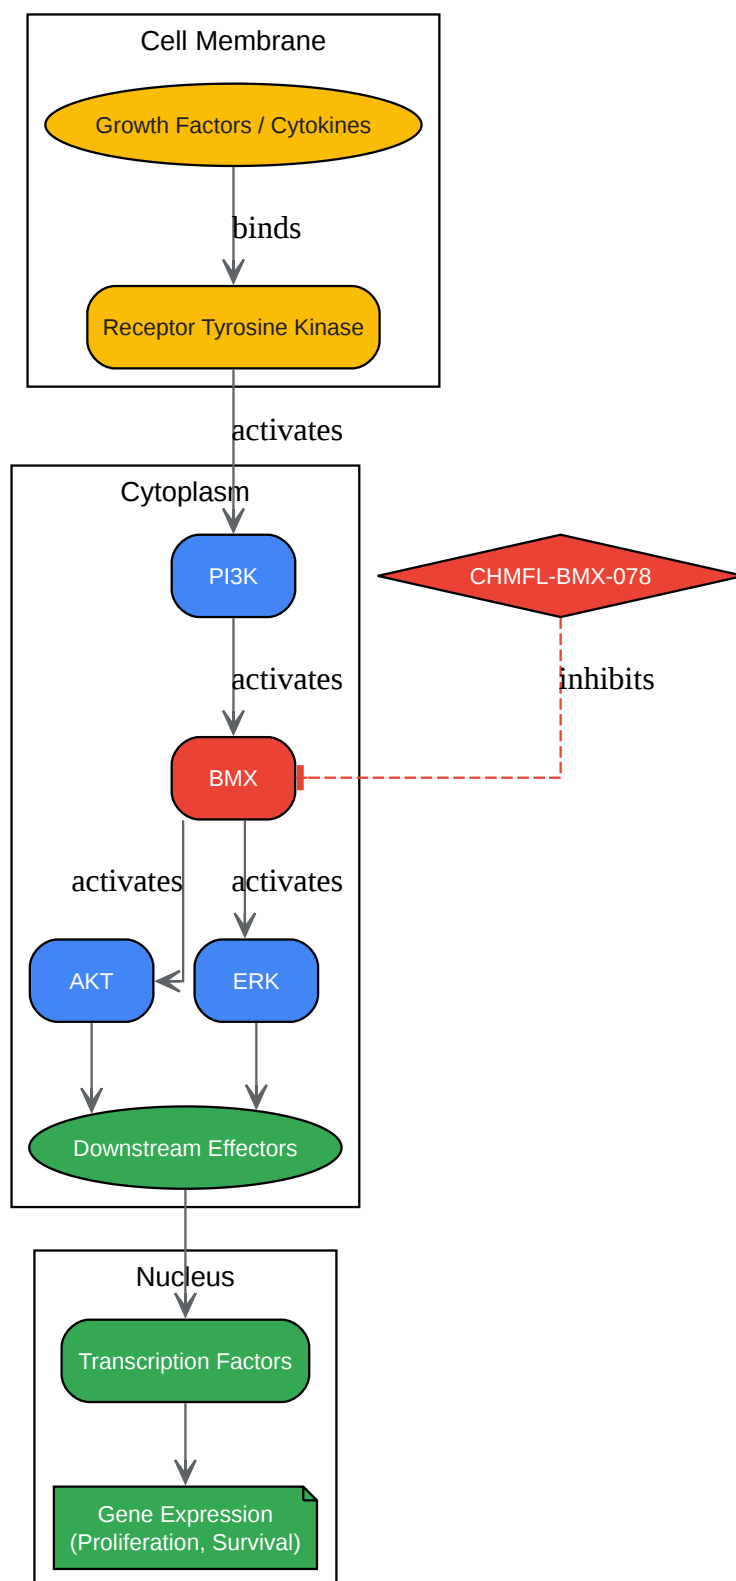 Cell Membrane
Growth Factors / Cytokines
binds
Receptor Tyrosine Kinase
activates
Cytoplasm
PI3K
CHMFL-BMX-078
activates
inhibits
BMX
activates
activates
AKT
ERK
Downstream Effectors
Nucleus
Transcription Factors
Gene Expression
(Proliferation, Survival)